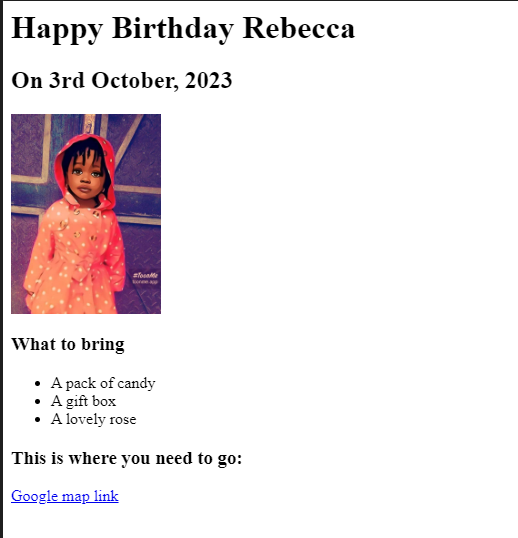 Happy Birthday Rebecca
On 3rd October, 2023
#ToonMe
toonme.app
What to bring
A pack of candy
A gift box
A lovely rose
This is where you need to go:
Google map link